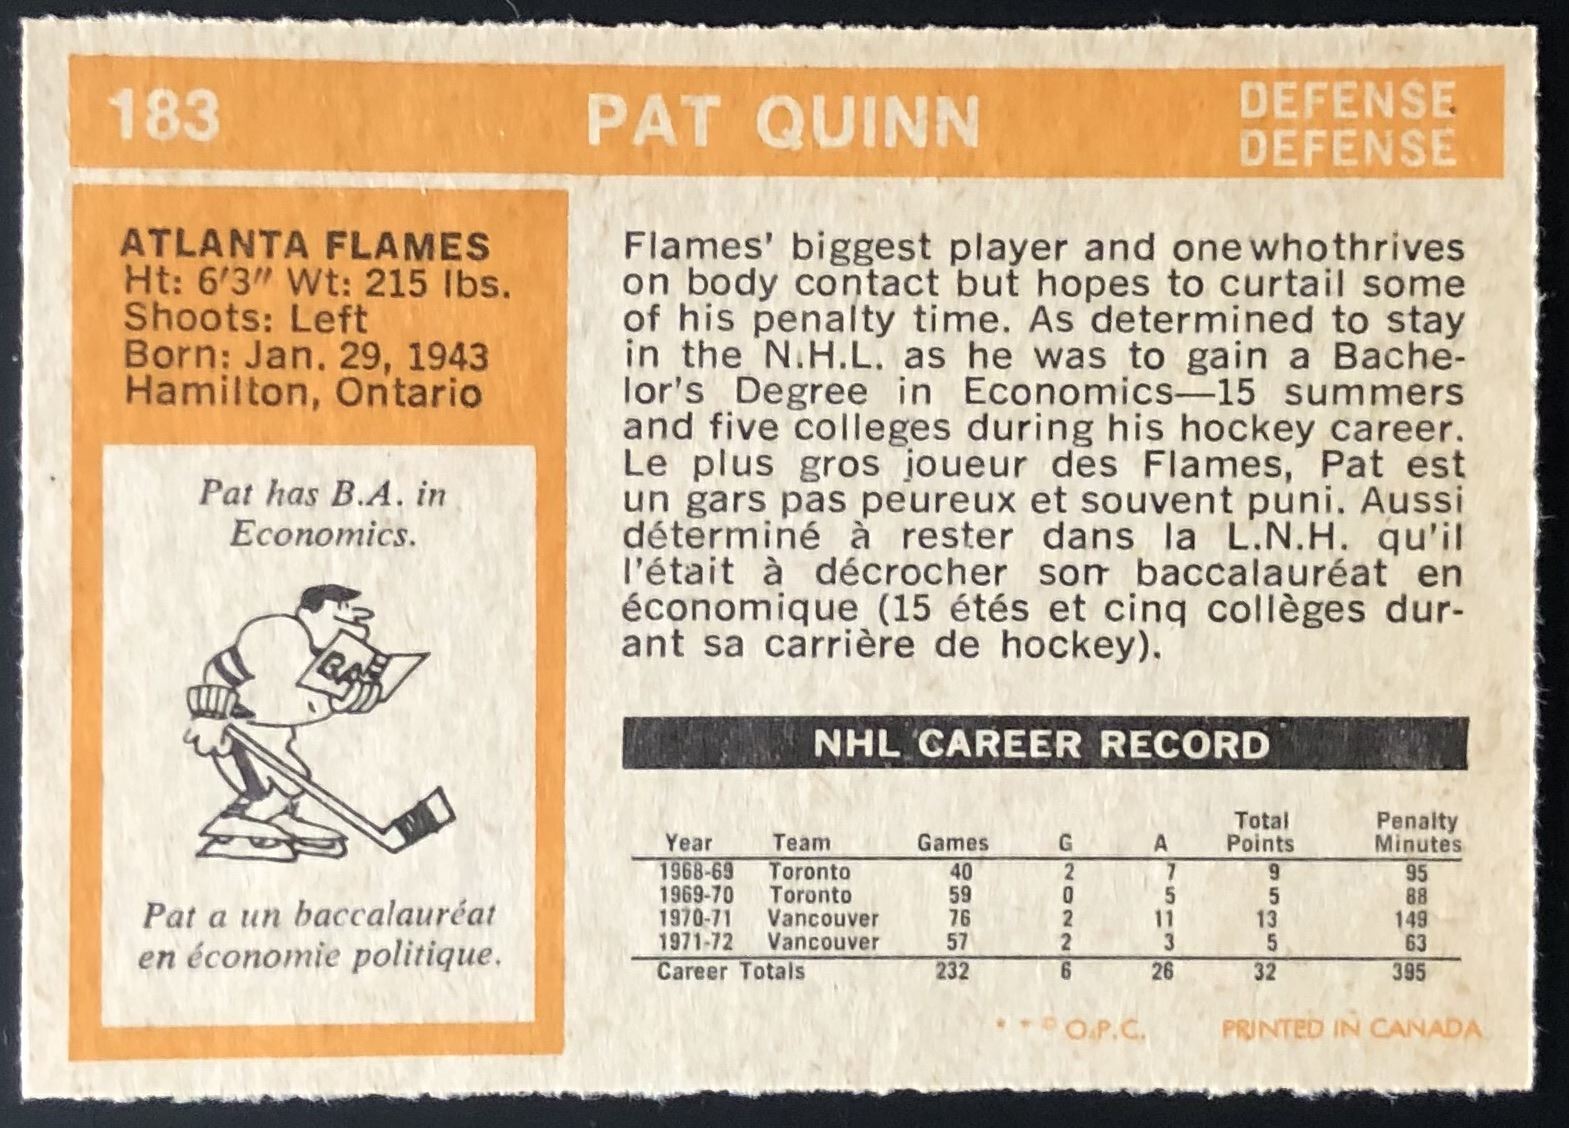 183 PAT QUINN DEFENSE
DEFENSE
ATLANTA FLAMES
Ht: 6'3" Wt: 215 lbs.
Shoots: Left
Born: Jan. 29, 1943
Hamilton, Ontario
Pat has B.A. in
Economics.
B.A.
Pat a un baccalauréat
en économie politique.
Flames' biggest player and one who thrives
on body contact but hopes to curtail some
of his penalty time. As determined to stay
in the N.H.L. as he was to gain a Bache-
lor's Degree in Economics—15 summers
and five colleges during his hockey career.
Le plus gros joueur des Flames, Pat est
un gars pas peureux et souvent puni. Aussi
déterminé à rester dans la L.N.H. qu'il
l'était à décrocher son baccalauréat en
économique (15 étés et cinq collèges dur-
ant sa carrière de hockey).
NHL CAREER RECORD
Year Team Games G A Total Points Penalty Minutes
1968-69 Toronto 40 2 7 9 95
1969-70 Toronto 59 0 5 5 88
1970-71 Vancouver 76 2 11 13 149
1971-72 Vancouver 57 2 3 5 63
Career Totals 232 6 26 32 395
* * © O.P.C. PRINTED IN CANADA